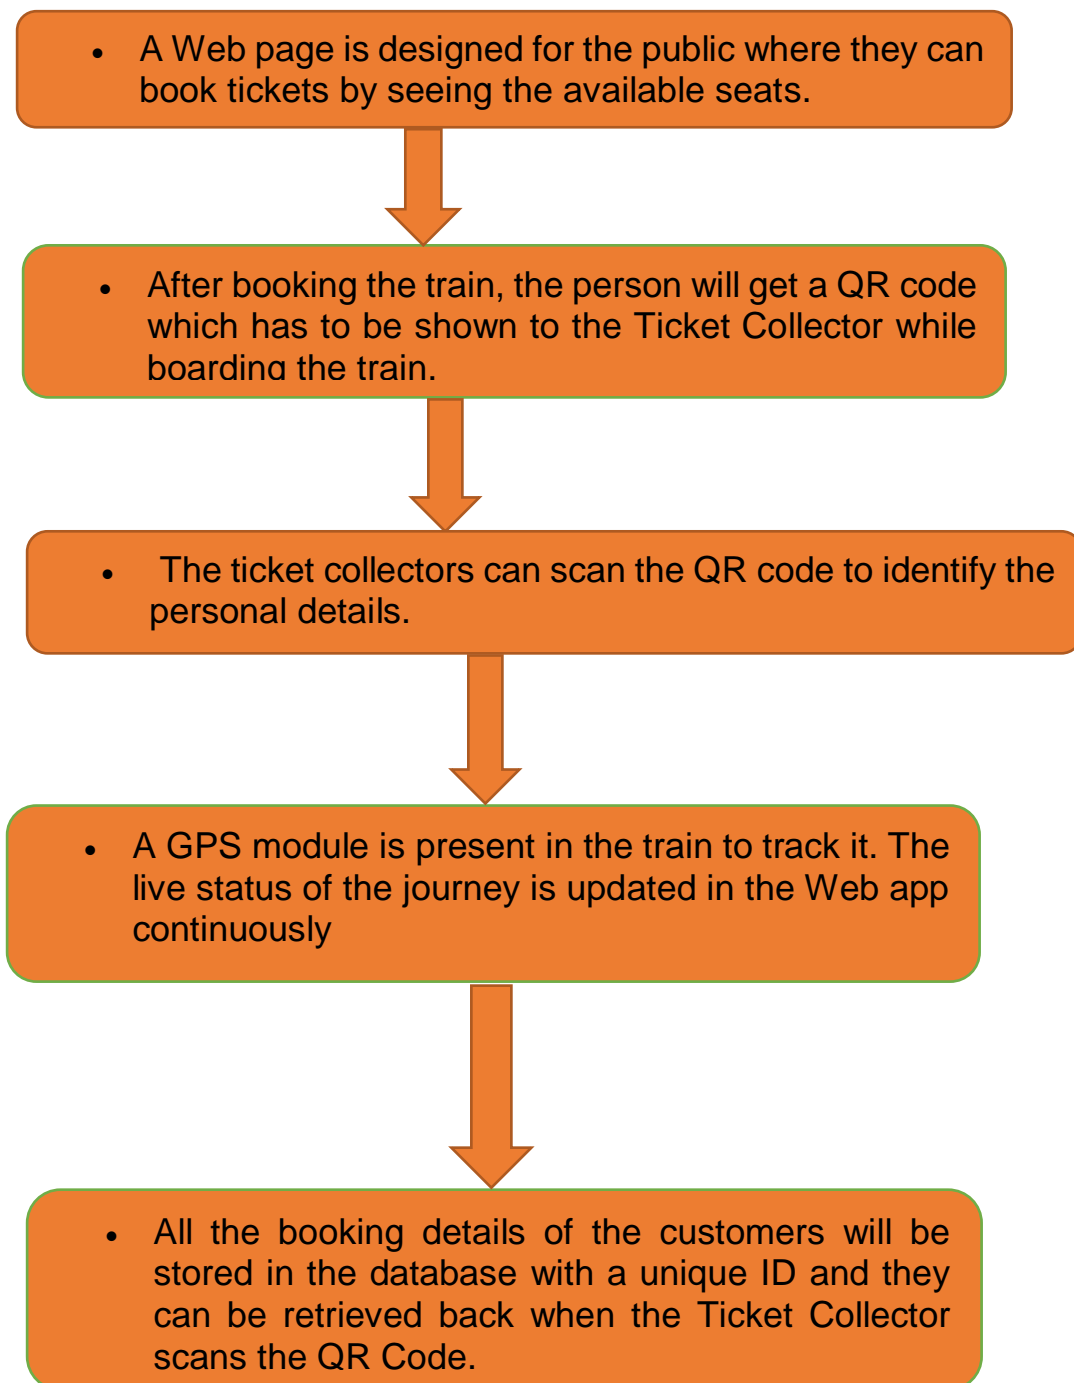 • A Web page is designed for the public where they can
book tickets by seeing the available seats.
• After booking the train, the person will get a QR code
which has to be shown to the Ticket Collector while
boarding the train.
• The ticket collectors can scan the QR code to identify the
personal details.
• A GPS module is present in the train to track it. The
live status of the journey is updated in the Web app
continuously
• All the booking details of the customers will be
stored in the database with a unique ID and they
can be retrieved back when the Ticket Collector
scans the QR Code.